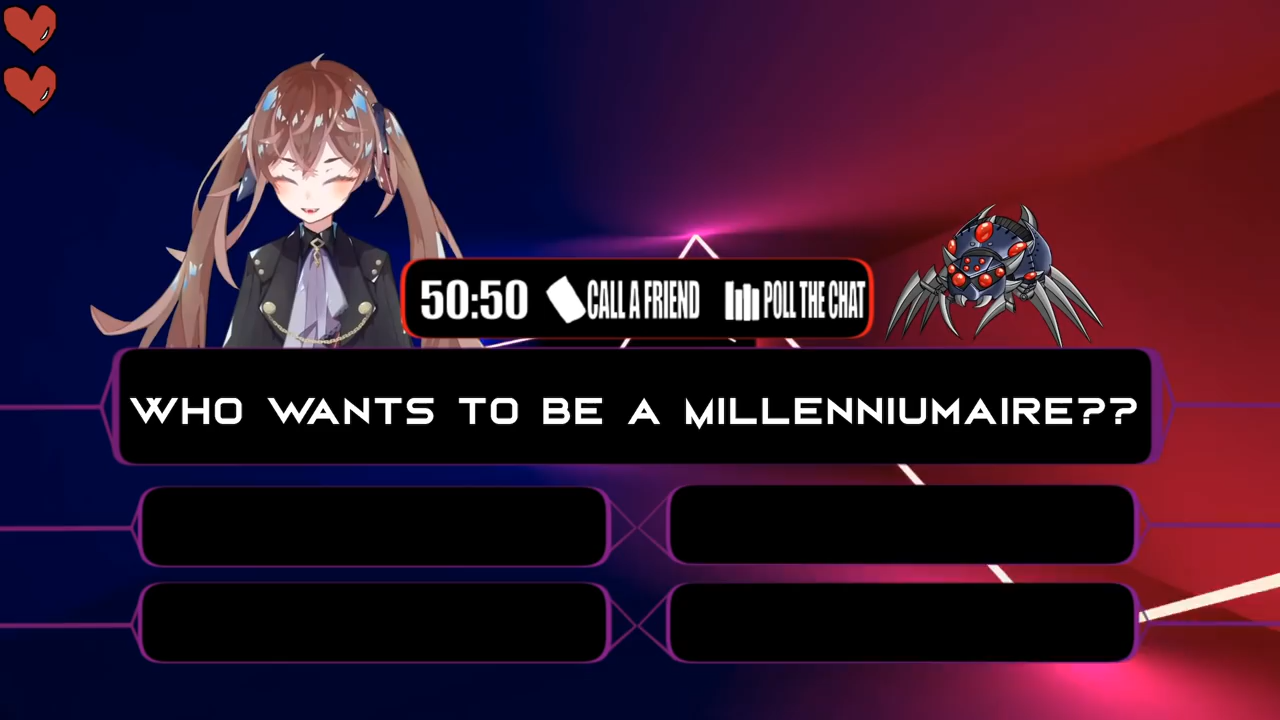 50:50 CALL A FRIEND POLL THE CHAT
WHO WANTS TO BE A MILLENNIUMAIRE??